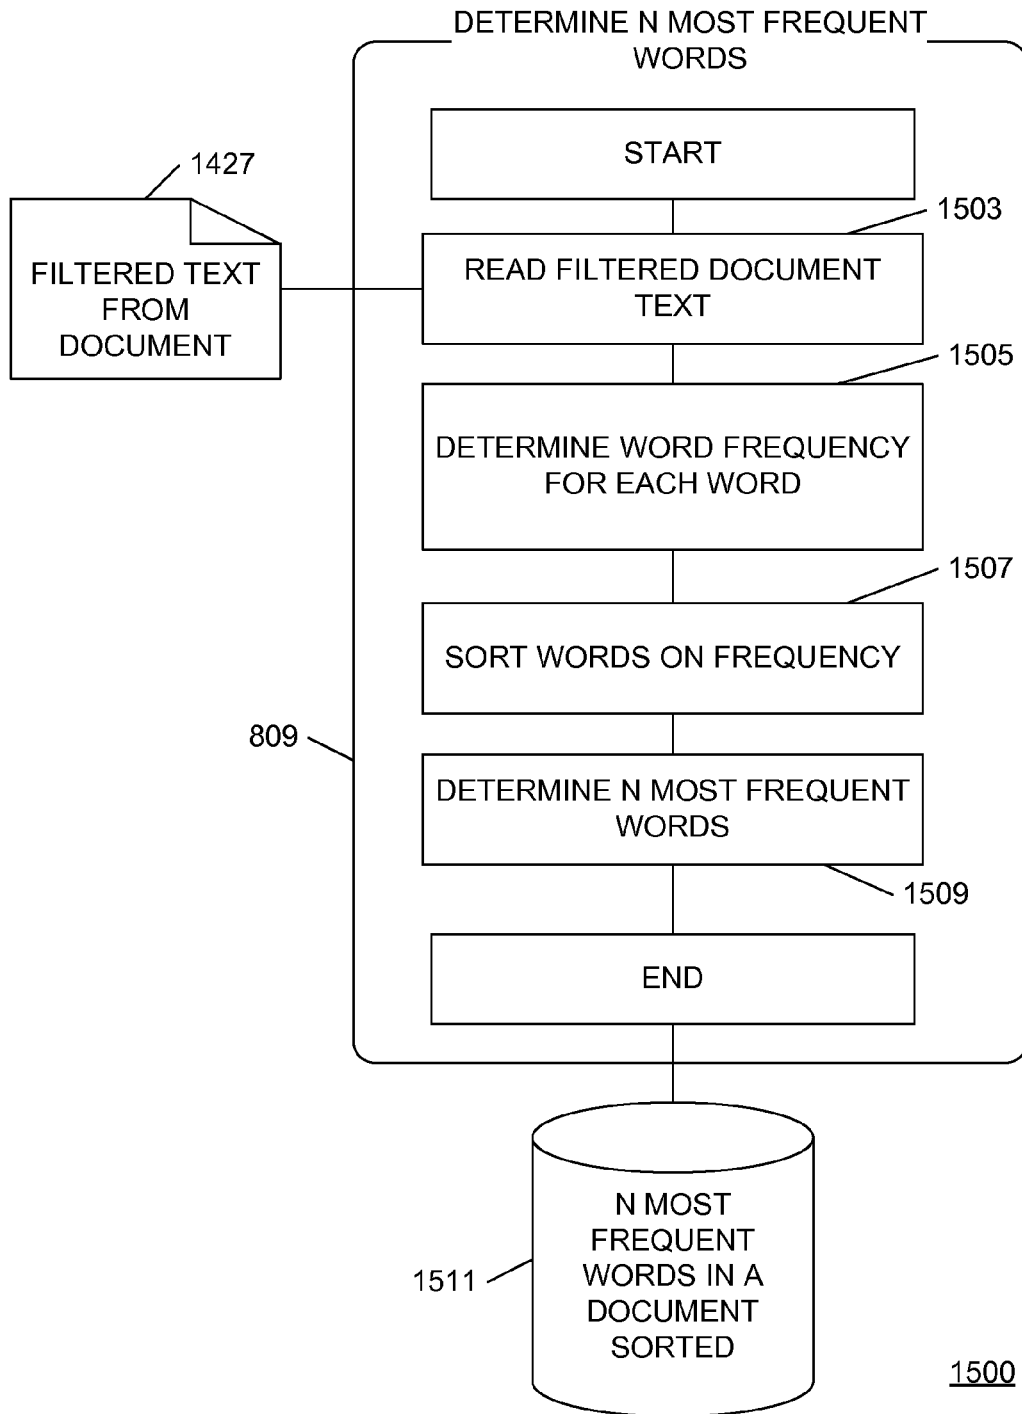 DETERMINE N MOST FREQUENT
WORDS
START
1427
1503
FILTERED TEXT
FROM
DOCUMENT
READ FILTERED DOCUMENT
TEXT
1505
DETERMINE WORD FREQUENCY
FOR EACH WORD
1507
SORT WORDS ON FREQUENCY
809
DETERMINE N MOST FREQUENT
WORDS
1509
END
N MOST
FREQUENT
WORDS IN A
DOCUMENT
SORTED
1511
1500